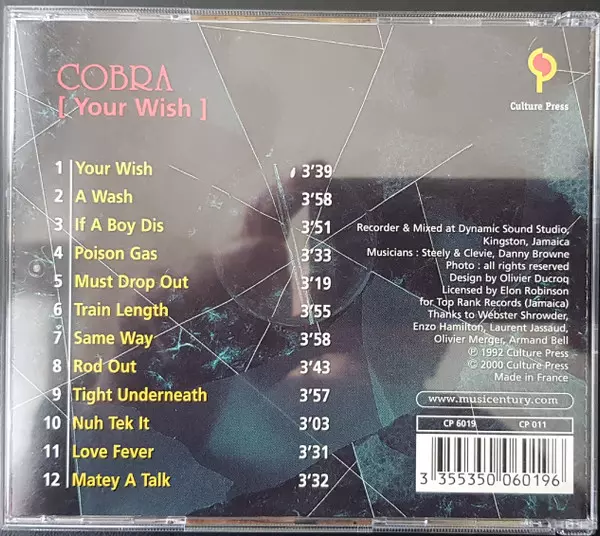 COBRA
[ Your Wish ]
Culture Press
1 Your Wish 3'39
2 A Wash 3'58
3 If A Boy Dis 3'51
4 Poison Gas 3'33
5 Must Drop Out 3'19
6 Train Length 3'55
7 Same Way 3'58
8 Rod Out 3'43
9 Tight Underneath 3'57
10 Nuh Tek It 3'03
11 Love Fever 3'31
12 Matey A Talk 3'32
Recorder & Mixed at Dynamic Sound Studio,
Kingston, Jamaica
Musicians : Steely & Clevie, Danny Browne
Photo : all rights reserved
Design by Olivier Ducroq
Licensed by Elon Robinson
for Top Rank Records (Jamaica)
Thanks to Webster Shrowder,
Enzo Hamilton, Laurent Jassaud,
Olivier Merger, Armand Bell
℗ 1992 Culture Press
© 2000 Culture Press
Made in France
www.musicentury.com
CP 6019 CP 011
3 355350 060196